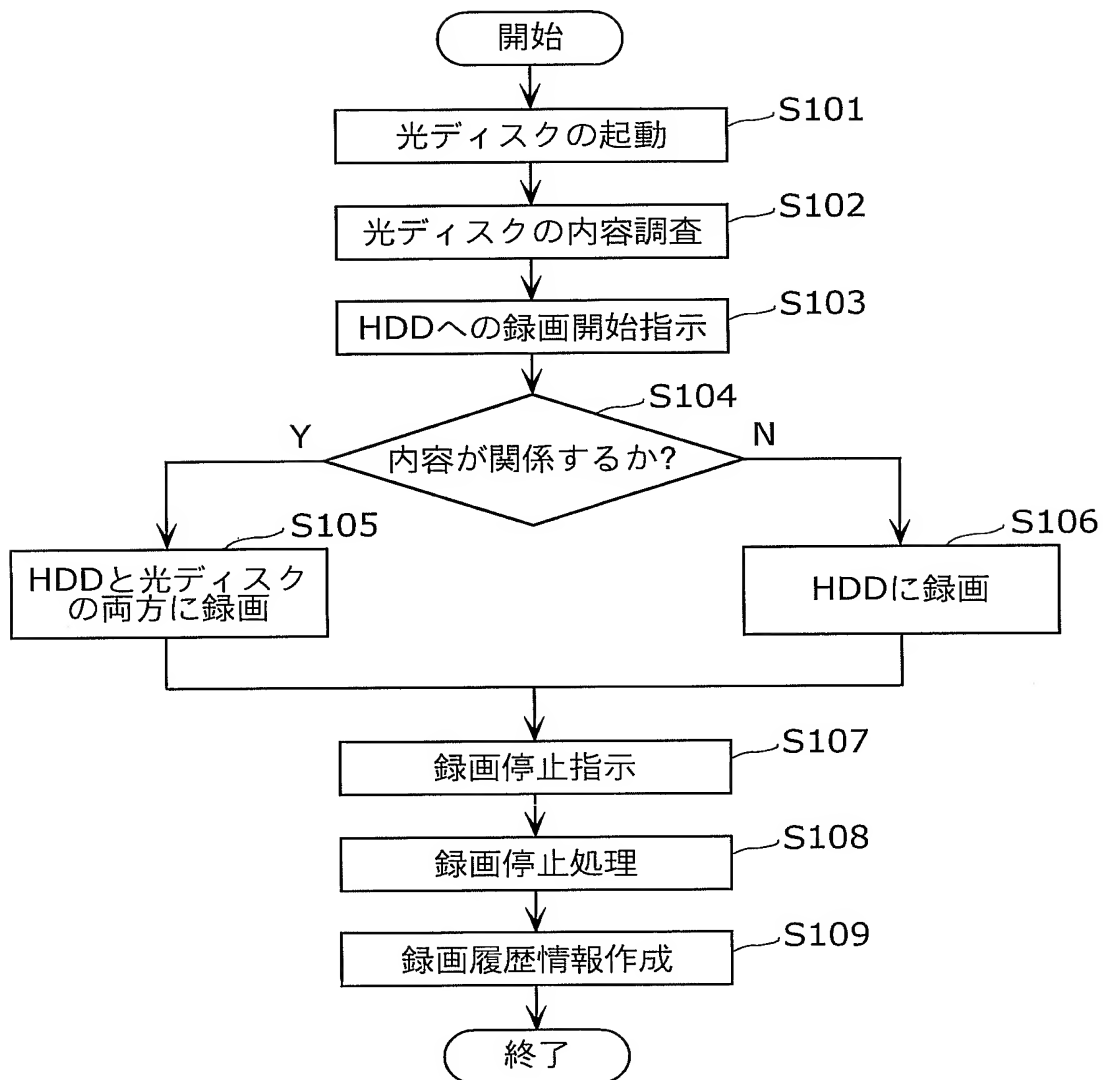 開始
光ディスクの起動
S101
光ディスクの内容調査
S102
HDDへの録画開始指示
S103
S104
Y
内容が関係するか?
N
S105
HDDと光ディスク
の両方に録画
S106
HDDに録画
録画停止指示
S107
録画停止処理
S108
録画履歴情報作成
S109
終了